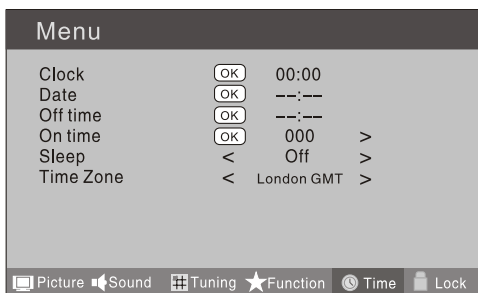 Menu
Clock OK 00:00
Date OK --:--
Off time OK --:--
On time OK 000 >
Sleep < Off >
Time Zone < London GMT >
Picture Sound Tuning Function Time Lock